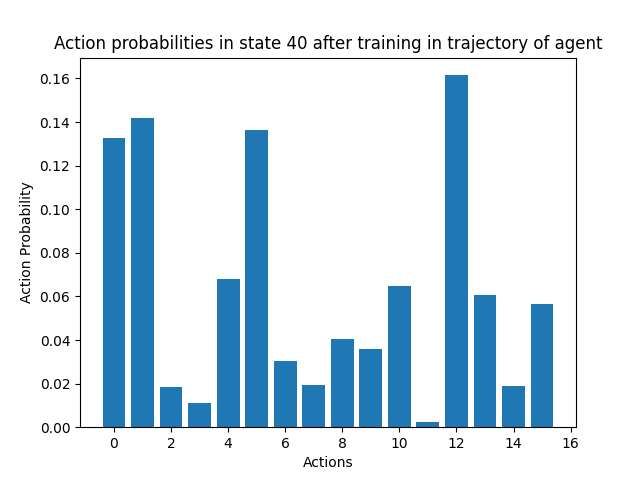 Action probabilities in state 40 after training in trajectory of agent
0.16
0.14
0.12
0.10
0.08
0.06
0.04
0.02
0.00
Action Probability
0 2 4 6 8 10 12 14 16
Actions